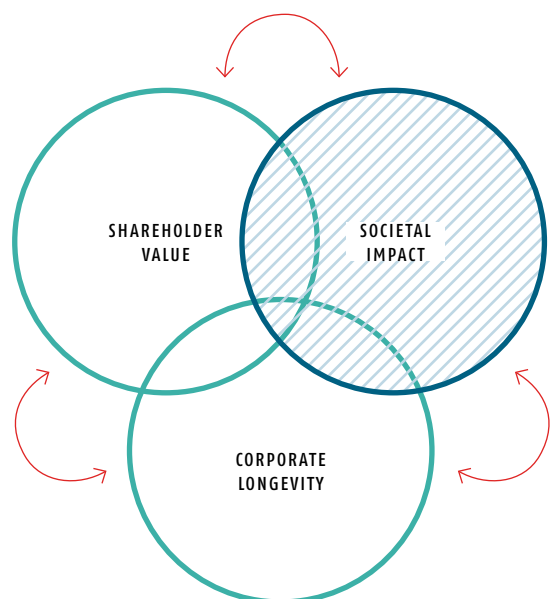 SHAREHOLDER
VALUE
SOCIETAL
IMPACT
CORPORATE
LONGEVITY